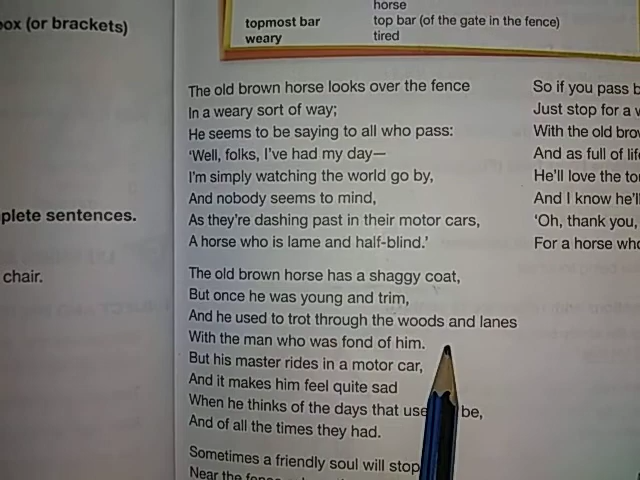 ox (or brackets)
plete sentences.
chair.
horse
topmost bar top bar (of the gate in the fence)
weary tired
The old brown horse looks over the fence
In a weary sort of way;
He seems to be saying to all who pass:
'Well, folks, I've had my day—
I'm simply watching the world go by,
And nobody seems to mind,
As they're dashing past in their motor cars,
A horse who is lame and half-blind.'
The old brown horse has a shaggy coat,
But once he was young and trim,
And he used to trot through the woods and lanes
With the man who was fond of him.
But his master rides in a motor car,
And it makes him feel quite sad
When he thinks of the days that use be,
And of all the times they had.
Sometimes a friendly soul will stop
Near the
So if you pass b
Just stop for a w
With the old brow
And as full of lif
He'll love the to
And I know he'll
'Oh, thank you,
For a horse who